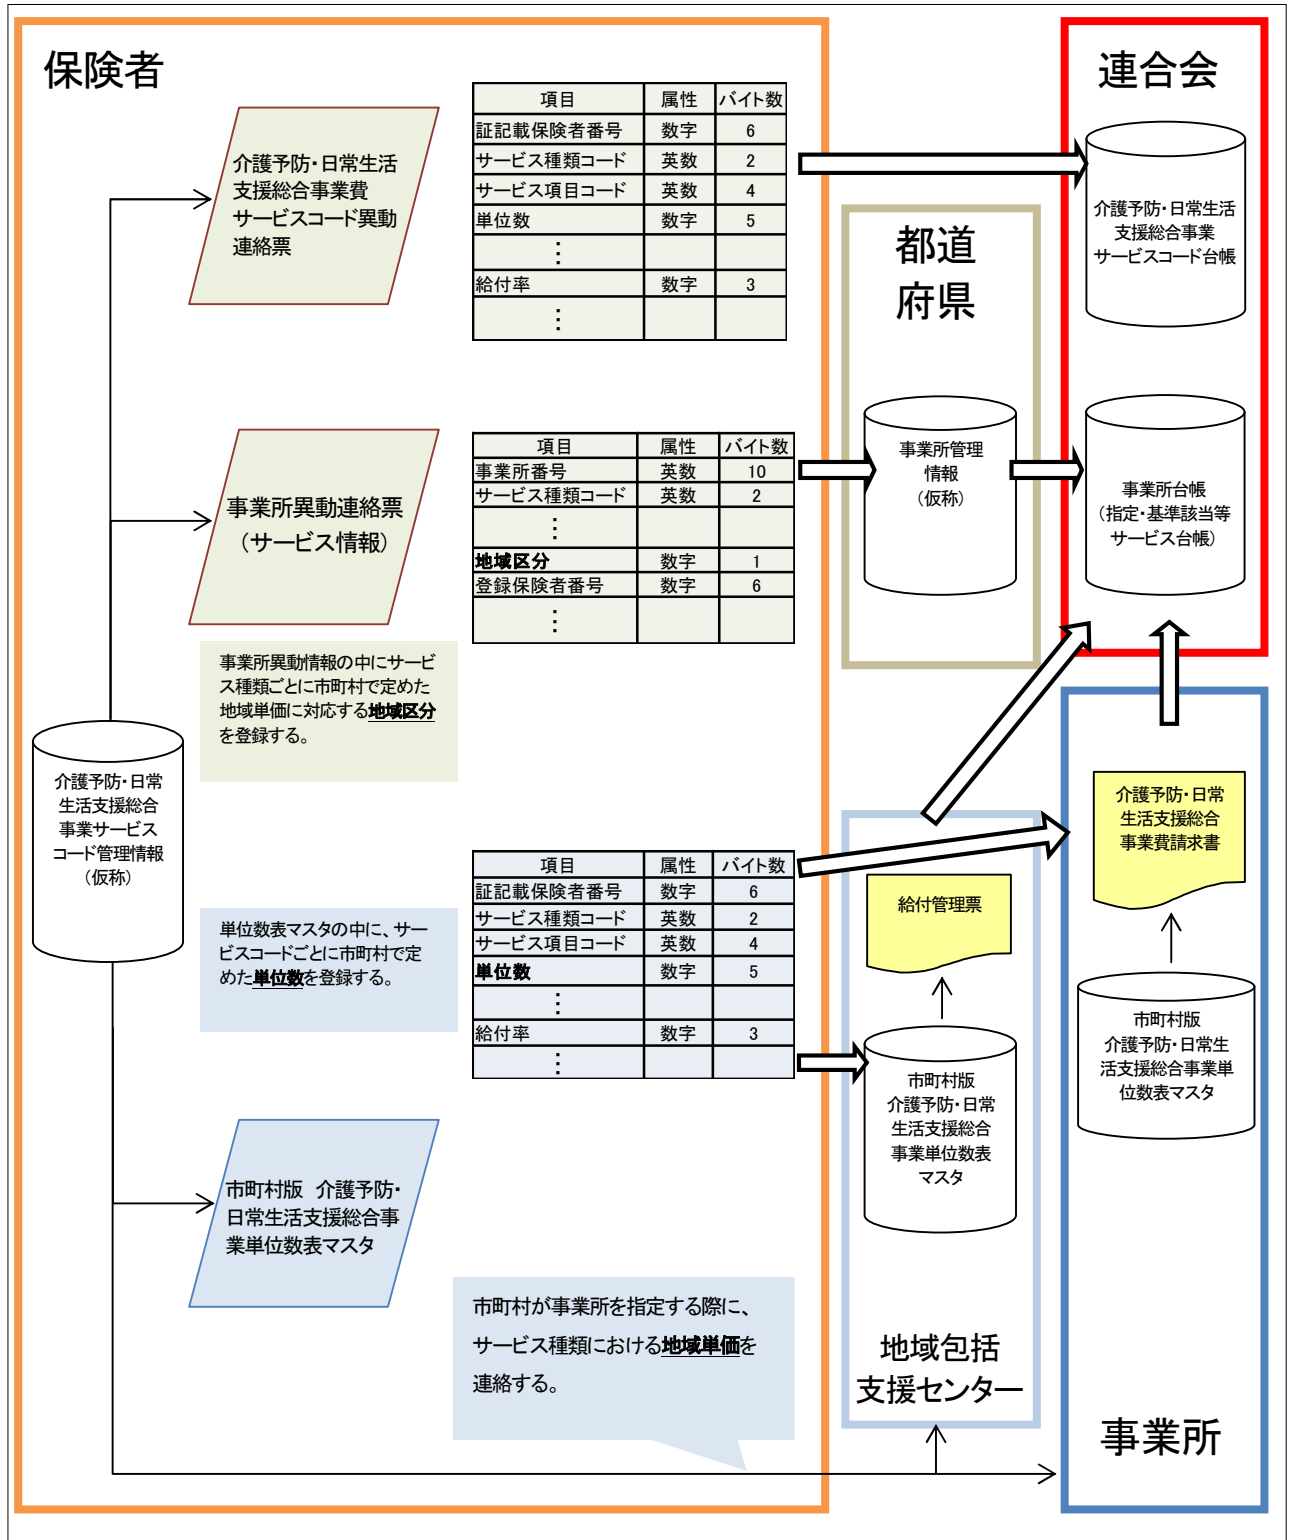 保険者
介護予防・日常生活
支援総合事業費
サービスコード異動
連絡票
項目 属性 バイト数
証記載保険者番号 数字 6
サービス種類コード 英数 2
サービス項目コード 英数 4
単位数 数字 5
⋮
給付率 数字 3
⋮
連合会
介護予防・日常生活
支援総合事業
サービスコード台帳
都道
府県
事業所管理
情報
（仮称）
事業所台帳
（指定・基準該当等
サービス台帳）
事業所異動連絡票
（サービス情報）
項目 属性 バイト数
事業所番号 英数 10
サービス種類コード 英数 2
⋮
地域区分 数字 1
登録保険者番号 数字 6
⋮
事業所異動情報の中にサービ
ス種類ごとに市町村で定めた
地域単価に対応する地域区分
を登録する。
介護予防・日常
生活支援総合
事業サービス
コード管理情報
（仮称）
単位数表マスタの中に、サー
ビスコードごとに市町村で定
めた単位数を登録する。
項目 属性 バイト数
証記載保険者番号 数字 6
サービス種類コード 英数 2
サービス項目コード 英数 4
単位数 数字 5
⋮
給付率 数字 3
⋮
給付管理票
市町村版
介護予防・日常
生活支援総合
事業単位数表
マスタ
地域包括
支援センター
介護予防・日常
生活支援総合
事業費請求書
市町村版
介護予防・日常生
活支援総合事業単
位数表マスタ
事業所
市町村版 介護予防・
日常生活支援総合事
業単位数表マスタ
市町村が事業所を指定する際に、
サービス種類における地域単価を
連絡する。